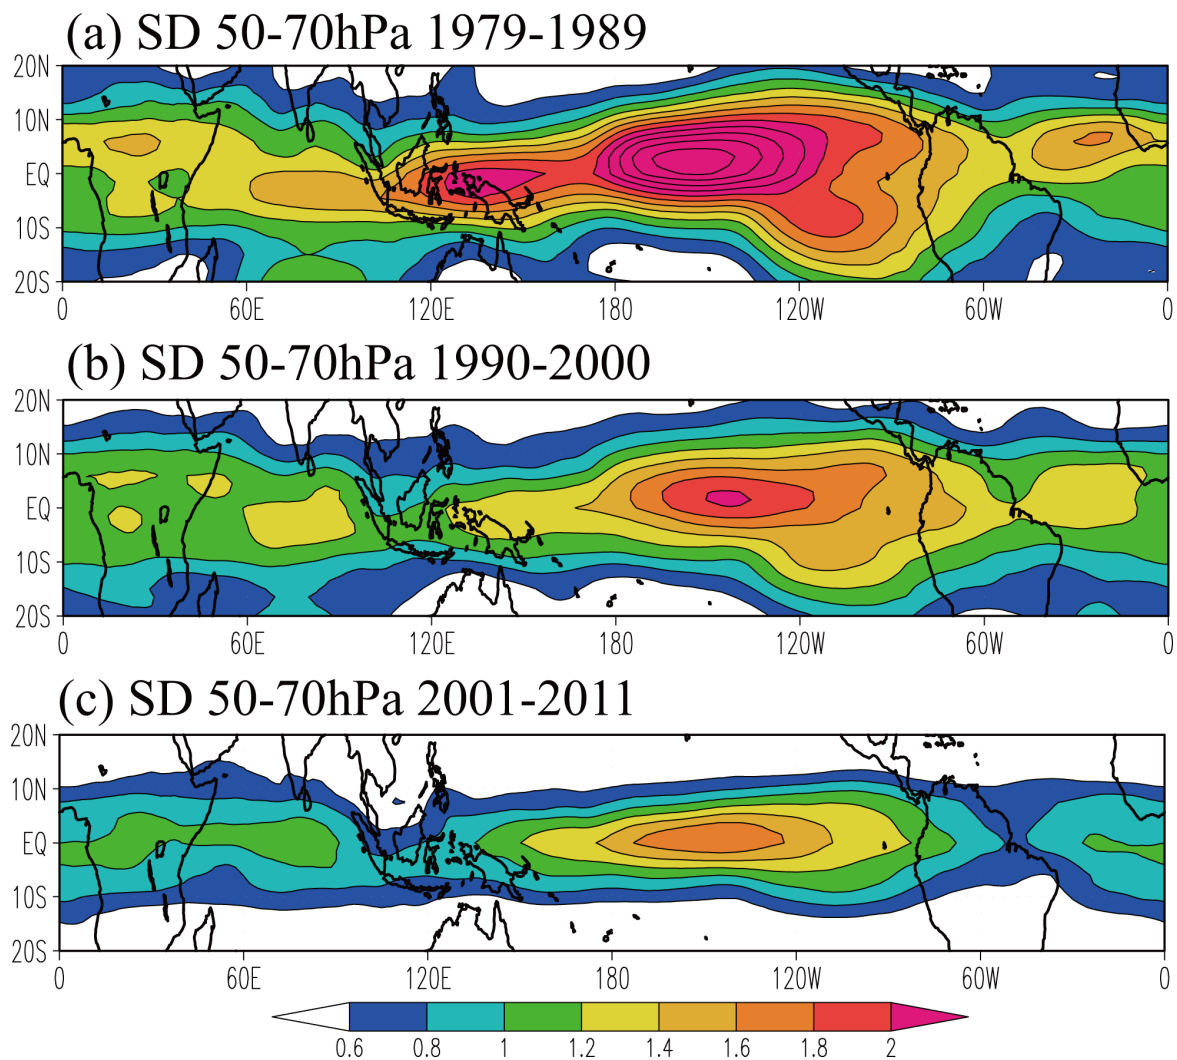 (a) SD 50-70hPa 1979-1989
20N
10N
EQ
10S
20S
0 60E 120E 180 120W 60W 0
(b) SD 50-70hPa 1990-2000
20N
10N
EQ
10S
20S
0 60E 120E 180 120W 60W 0
(c) SD 50-70hPa 2001-2011
20N
10N
EQ
10S
20S
0 60E 120E 180 120W 60W 0
0.6 0.8 1 1.2 1.4 1.6 1.8 2